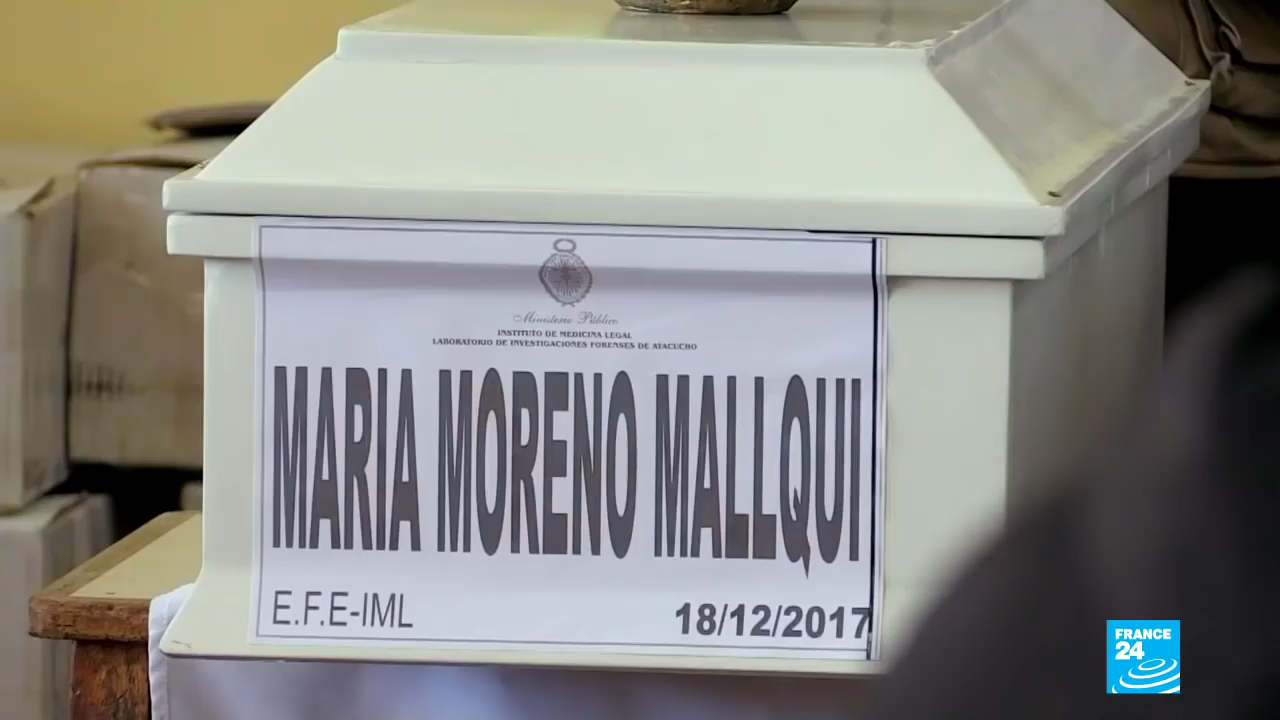 Ministerio Público
INSTITUTO DE MEDICINA LEGAL
LABORATORIO DE INVESTIGACIONES FORENSES DE AYACUCHO
MARIA MORENO MALLQUI
E.F.E-IML
18/12/2017
FRANCE
24